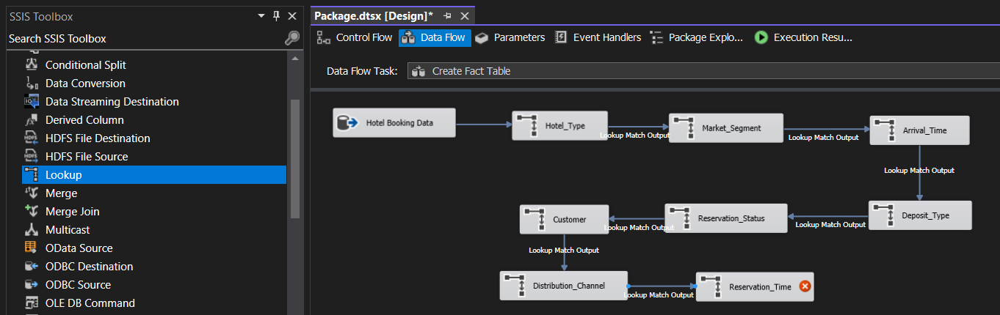 SSIS Toolbox
Search SSIS Toolbox
Conditional Split
Data Conversion
Data Streaming Destination
Derived Column
HDFS File Destination
HDFS File Source
Lookup
Merge
Merge Join
Multicast
OData Source
ODBC Destination
ODBC Source
OLE DB Command
Package.dtsx [Design]*
Control Flow
Data Flow
Parameters
Event Handlers
Package Explo...
Execution Resu...
Data Flow Task:
Create Fact Table
Hotel Booking Data
Hotel_Type
Lookup Match Output
Market_Segment
Lookup Match Output
Arrival_Time
Lookup Match Output
Deposit_Type
Lookup Match Output
Reservation_Status
Lookup Match Output
Customer
Lookup Match Output
Distribution_Channel
Lookup Match Output
Reservation_Time